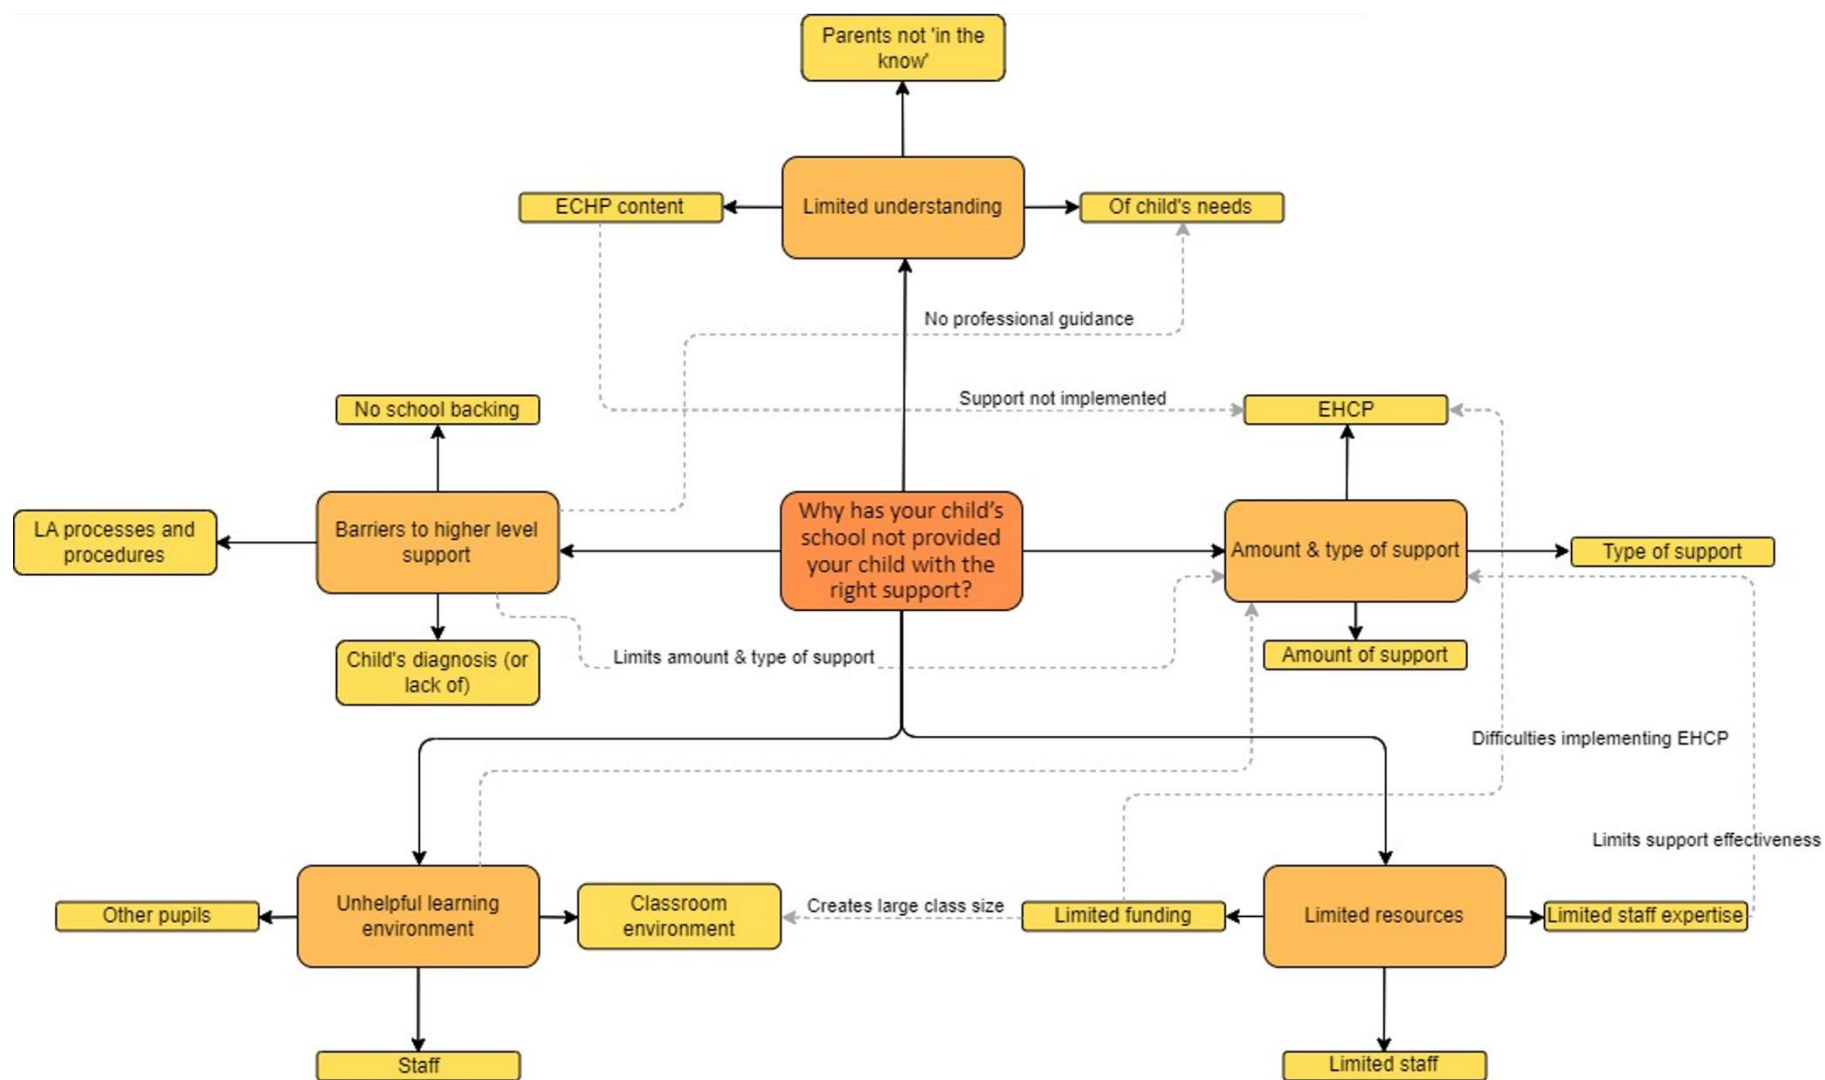 Parents not 'in the
know'
ECHP content
Limited understanding
Of child's needs
No professional guidance
No school backing
Support not implemented
EHCP
LA processes and
procedures
Barriers to higher level
support
Why has your child’s
school not provided
your child with the
right support?
Amount & type of support
Type of support
Child's diagnosis (or
lack of)
Limits amount & type of support
Amount of support
Difficulties implementing EHCP
Limits support effectiveness
Other pupils
Unhelpful learning
environment
Classroom
environment
Creates large class size
Limited funding
Limited resources
Limited staff expertise
Staff
Limited staff